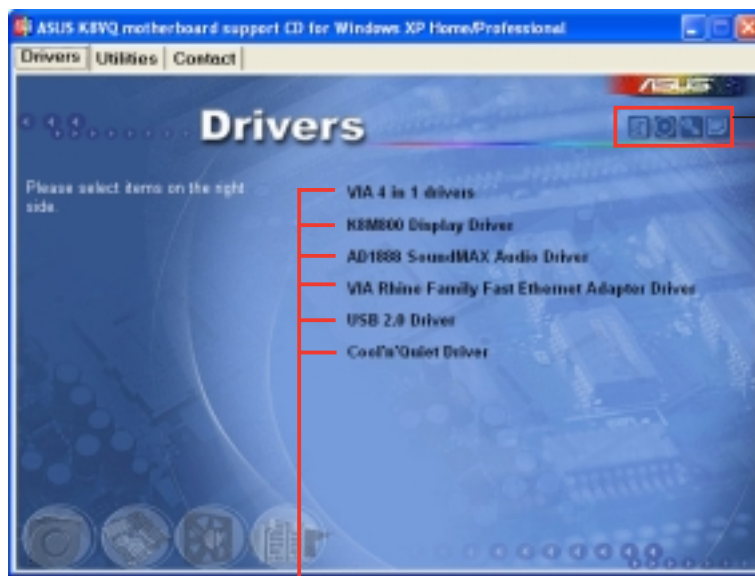 ASUS K8VQ motherboard support CD for Windows XP Home/Professional
Drivers Utilities Contact
ASUS
Drivers
Please select items on the right
side.
VIA 4 in 1 drivers
K8M800 Display Driver
AD1888 SoundMAX Audio Driver
VIA Rhine Family Fast Ethernet Adapter Driver
USB 2.0 Driver
Cool'n'Quiet Driver